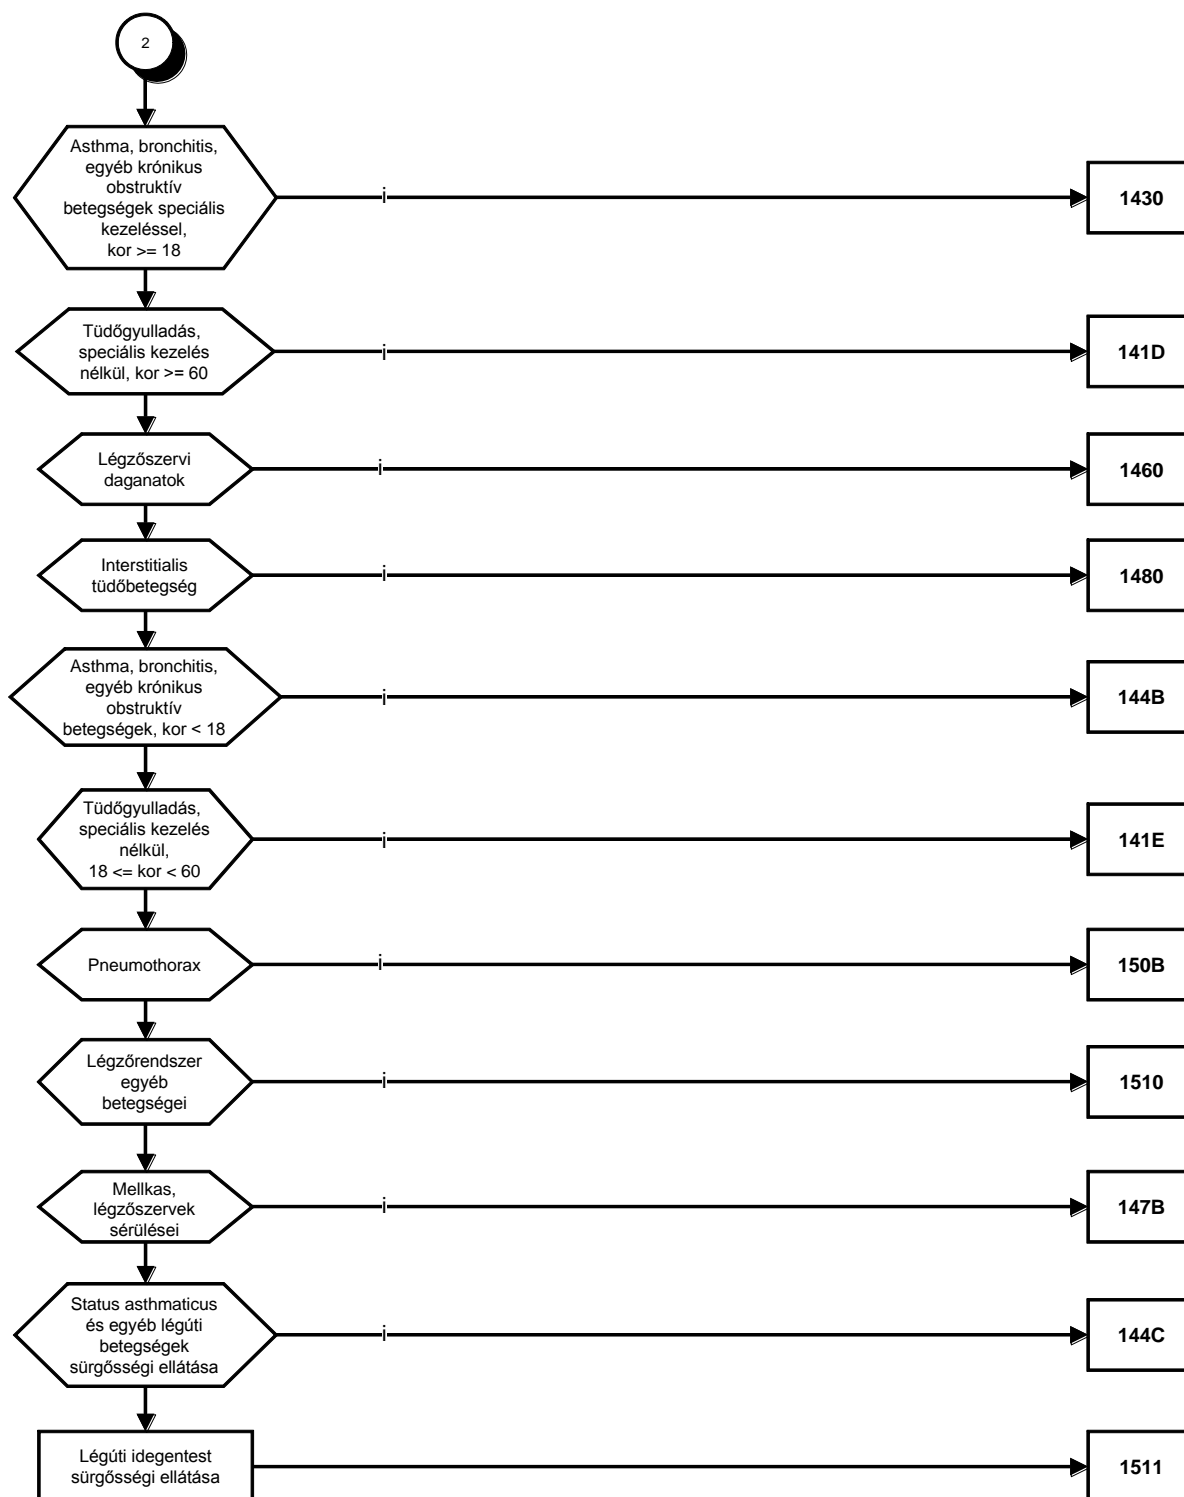 2
Asthma, bronchitis,
egyéb krónikus
obstruktív
betegségek speciális
kezeléssel,
kor >= 18
i
1430
Tüdőgyulladás,
speciális kezelés
nélkül, kor >= 60
i
141D
Légzőszervi
daganatok
i
1460
Interstitialis
tüdőbetegség
i
1480
Asthma, bronchitis,
egyéb krónikus
obstruktív
betegségek, kor < 18
i
144B
Tüdőgyulladás,
speciális kezelés
nélkül,
18 <= kor < 60
i
141E
Pneumothorax
i
150B
Légzőrendszer
egyéb
betegségei
i
1510
Mellkas,
légzőszervek
sérülései
i
147B
Status asthmaticus
és egyéb légúti
betegségek
sürgősségi ellátása
i
144C
Légúti idegentest
sürgősségi ellátása
1511